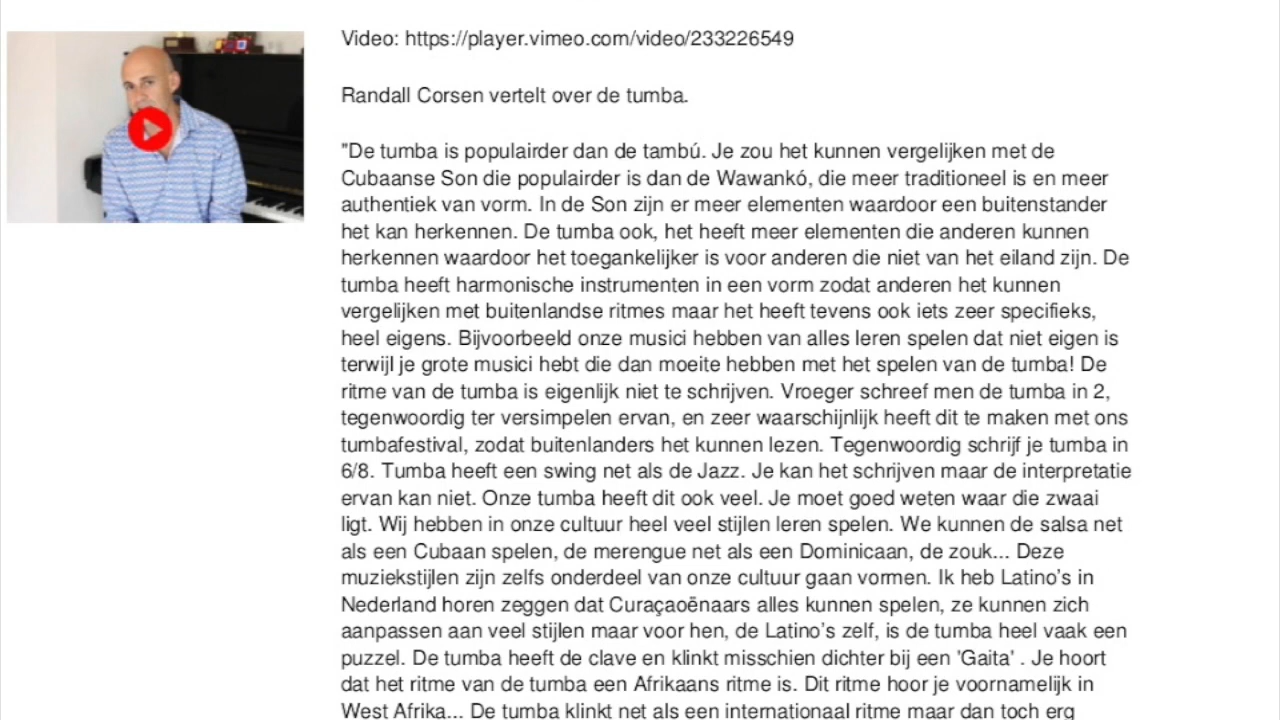 Video: https://player.vimeo.com/video/233226549
Randall Corsen vertelt over de tumba.
"De tumba is populairder dan de tambú. Je zou het kunnen vergelijken met de
Cubaanse Son die populairder is dan de Wawankó, die meer traditioneel is en meer
authentiek van vorm. In de Son zijn er meer elementen waardoor een buitenstander
het kan herkennen. De tumba ook, het heeft meer elementen die anderen kunnen
herkennen waardoor het toegankelijker is voor anderen die niet van het eiland zijn. De
tumba heeft harmonische instrumenten in een vorm zodat anderen het kunnen
vergelijken met buitenlandse ritmes maar het heeft tevens ook iets zeer specifieks,
heel eigens. Bijvoorbeeld onze musici hebben van alles leren spelen dat niet eigen is
terwijl je grote musici hebt die dan moeite hebben met het spelen van de tumba! De
ritme van de tumba is eigenlijk niet te schrijven. Vroeger schreef men de tumba in 2,
tegenwoordig ter versimpelen ervan, en zeer waarschijnlijk heeft dit te maken met ons
tumbafestival, zodat buitenlanders het kunnen lezen. Tegenwoordig schrijf je tumba in
6/8. Tumba heeft een swing net als de Jazz. Je kan het schrijven maar de interpretatie
ervan kan niet. Onze tumba heeft dit ook veel. Je moet goed weten waar die zwaai
ligt. Wij hebben in onze cultuur heel veel stijlen leren spelen. We kunnen de salsa net
als een Cubaan spelen, de merengue net als een Dominicaan, de zouk... Deze
muziekstijlen zijn zelfs onderdeel van onze cultuur gaan vormen. Ik heb Latino's in
Nederland horen zeggen dat Curaçaoēnaars alles kunnen spelen, ze kunnen zich
aanpassen aan veel stijlen maar voor hen, de Latino's zelf, is de tumba heel vaak een
puzzel. De tumba heeft de clave en klinkt misschien dichter bij een 'Gaita' . Je hoort
dat het ritme van de tumba een Afrikaans ritme is. Dit ritme hoor je voornamelijk in
West Afrika... De tumba klinkt net als een internationaal ritme maar dan toch erg